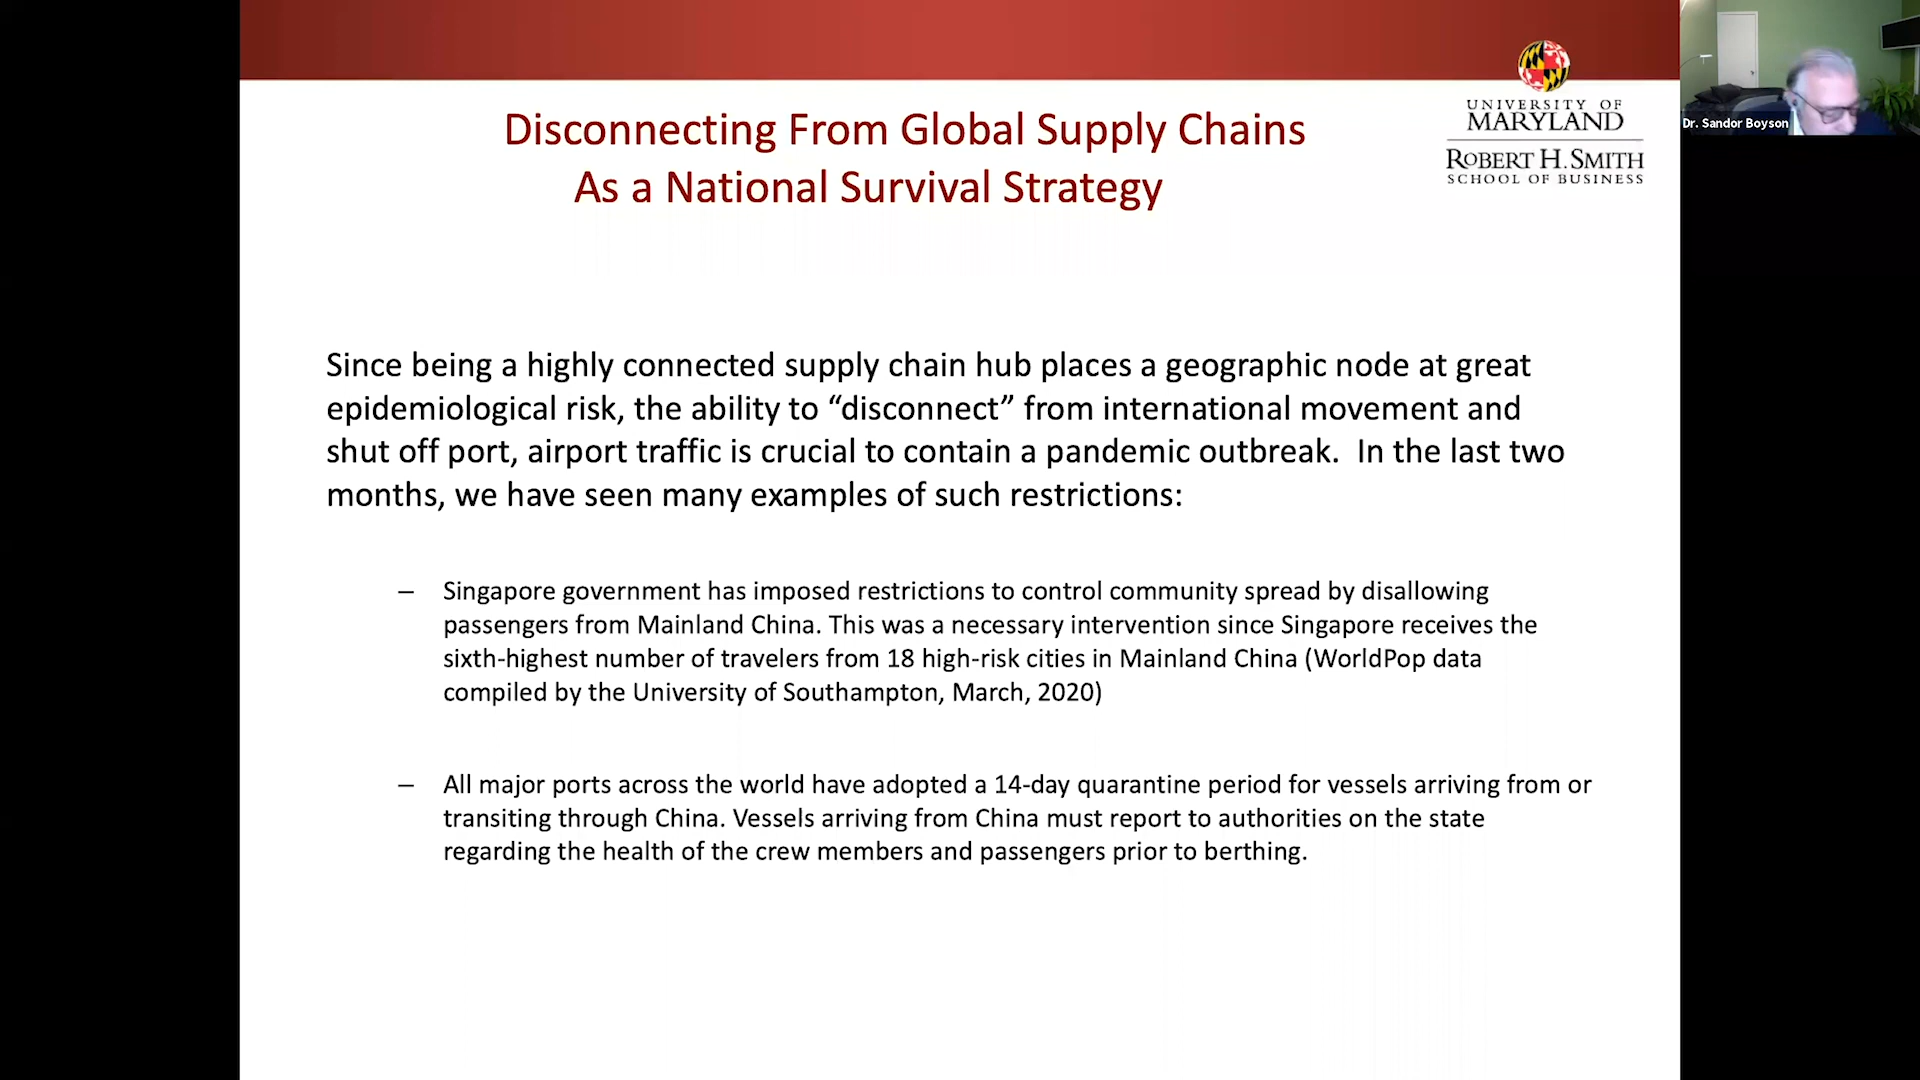 Disconnecting From Global Supply Chains
As a National Survival Strategy
UNIVERSITY OF
MARYLAND
ROBERT H. SMITH
SCHOOL OF BUSINESS
Dr. Sandor Boyson
Since being a highly connected supply chain hub places a geographic node at great
epidemiological risk, the ability to “disconnect” from international movement and
shut off port, airport traffic is crucial to contain a pandemic outbreak.  In the last two
months, we have seen many examples of such restrictions:
– Singapore government has imposed restrictions to control community spread by disallowing
passengers from Mainland China. This was a necessary intervention since Singapore receives the
sixth-highest number of travelers from 18 high-risk cities in Mainland China (WorldPop data
compiled by the University of Southampton, March, 2020)
– All major ports across the world have adopted a 14-day quarantine period for vessels arriving from or
transiting through China. Vessels arriving from China must report to authorities on the state
regarding the health of the crew members and passengers prior to berthing.